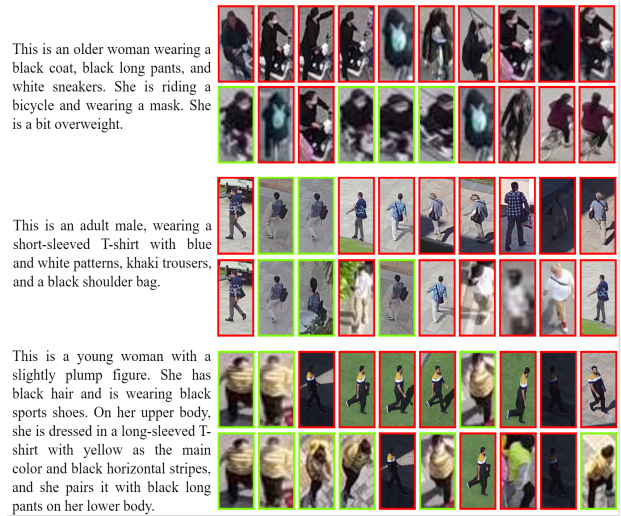 This is an older woman wearing a
black coat, black long pants, and
white sneakers. She is riding a
bicycle and wearing a mask. She
is a bit overweight.
This is an adult male, wearing a
short-sleeved T-shirt with blue
and white patterns, khaki trousers,
and a black shoulder bag.
This is a young woman with a
slightly plump figure. She has
black hair and is wearing black
sports shoes. On her upper body,
she is dressed in a long-sleeved T-
shirt with yellow as the main
color and black horizontal stripes,
and she pairs it with black long
pants on her lower body.